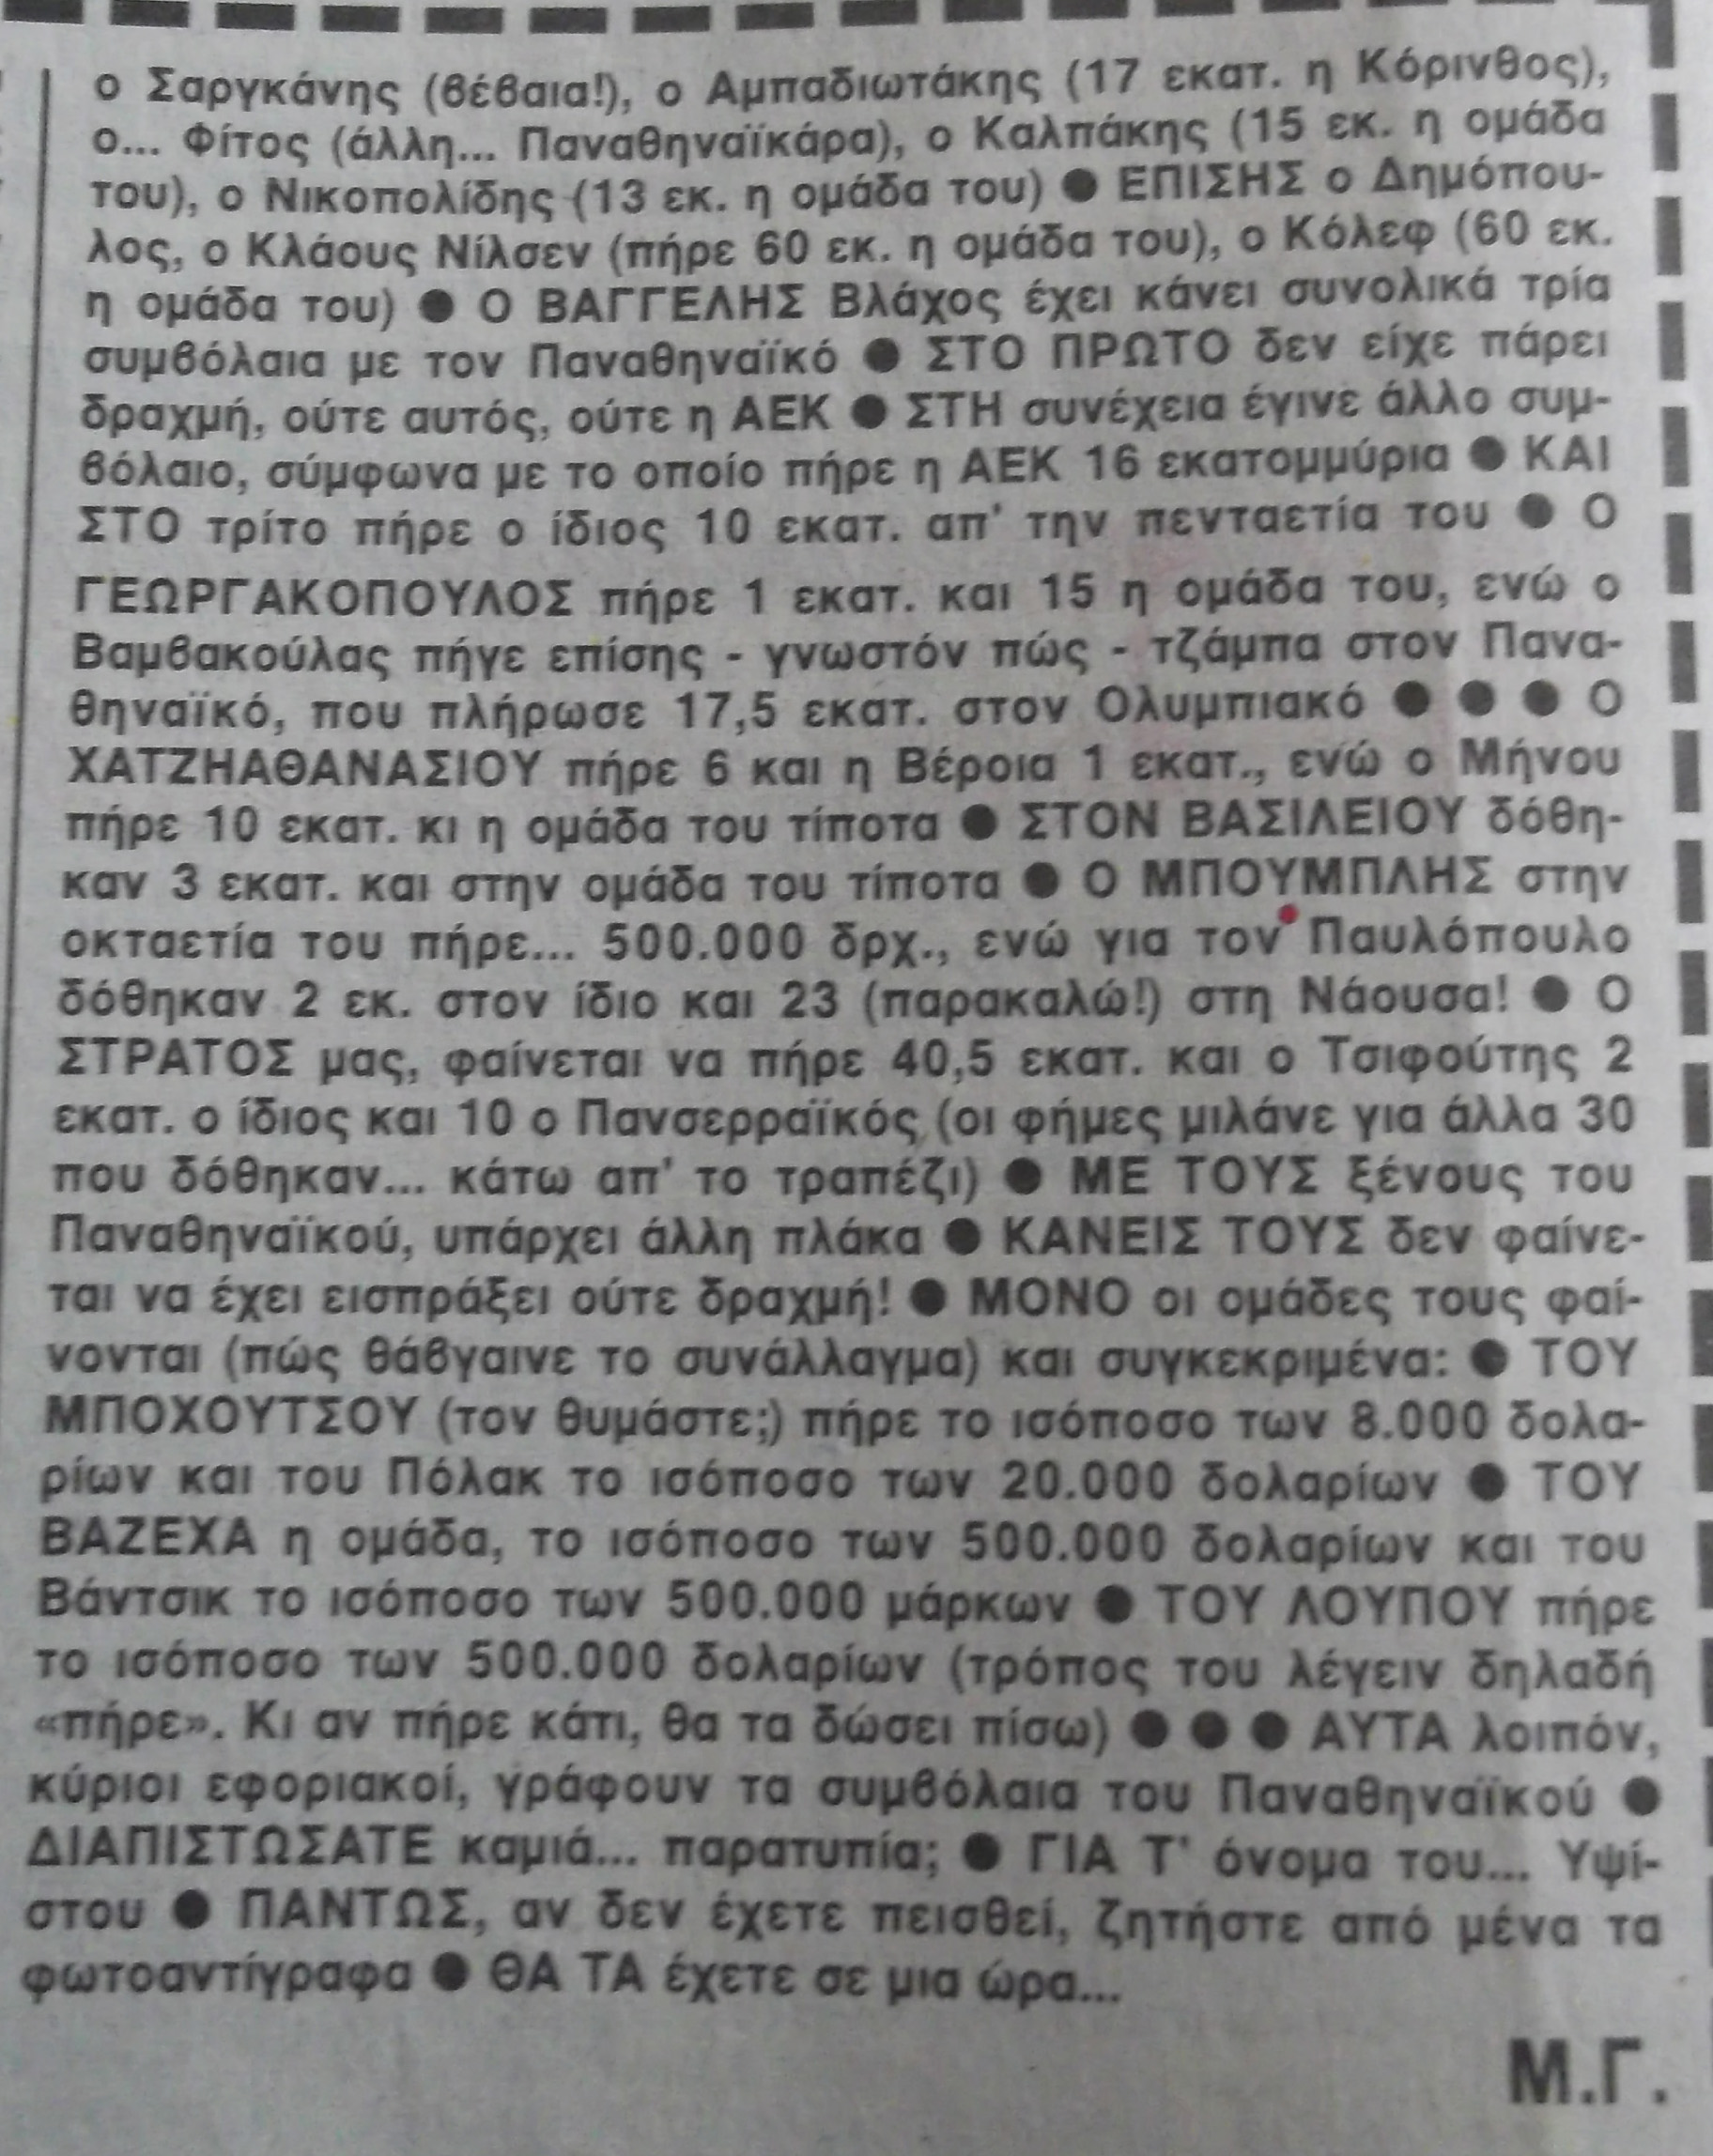 ο Σαργκάνης (βέβαια!), ο Αμπαδιωτάκης (17 εκατ. η Κόρινθος),
ο... Φίτος (άλλη... Παναθηναϊκάρα), ο Καλπάκης (15 εκ. η ομάδα
του), ο Νικοπολίδης (13 εκ. η ομάδα του) ● ΕΠΙΣΗΣ ο Δημόπου-
λος, ο Κλάους Νίλσεν (πήρε 60 εκ. η ομάδα του), ο Κόλεφ (60 εκ.
η ομάδα του) ● Ο ΒΑΓΓΕΛΗΣ Βλάχος έχει κάνει συνολικά τρία
συμβόλαια με τον Παναθηναϊκό ● ΣΤΟ ΠΡΩΤΟ δεν είχε πάρει
δραχμή, ούτε αυτός, ούτε η ΑΕΚ ● ΣΤΗ συνέχεια έγινε άλλο συμ-
βόλαιο, σύμφωνα με το οποίο πήρε η ΑΕΚ 16 εκατομμύρια ● ΚΑΙ
ΣΤΟ τρίτο πήρε ο ίδιος 10 εκατ. απ' την πενταετία του ● Ο
ΓΕΩΡΓΑΚΟΠΟΥΛΟΣ πήρε 1 εκατ. και 15 η ομάδα του, ενώ ο
Βαμβακούλας πήγε επίσης - γνωστόν πώς - τζάμπα στον Πανα-
θηναϊκό, που πλήρωσε 17,5 εκατ. στον Ολυμπιακό ● ● ● Ο
ΧΑΤΖΗΑΘΑΝΑΣΙΟΥ πήρε 6 και η Βέροια 1 εκατ., ενώ ο Μήνου
πήρε 10 εκατ. κι η ομάδα του τίποτα ● ΣΤΟΝ ΒΑΣΙΛΕΙΟΥ δόθη-
καν 3 εκατ. και στην ομάδα του τίποτα ● Ο ΜΠΟΥΜΠΛΗΣ στην
οκταετία του πήρε... 500.000 δρχ., ενώ για τον Παυλόπουλο
δόθηκαν 2 εκ. στον ίδιο και 23 (παρακαλώ!) στη Νάουσα! ● Ο
ΣΤΡΑΤΟΣ μας, φαίνεται να πήρε 40,5 εκατ. και ο Τσιφούτης 2
εκατ. ο ίδιος και 10 ο Πανσερραϊκός (οι φήμες μιλάνε για άλλα 30
που δόθηκαν... κάτω απ' το τραπέζι) ● ΜΕ ΤΟΥΣ ξένους του
Παναθηναϊκού, υπάρχει άλλη πλάκα ● ΚΑΝΕΙΣ ΤΟΥΣ δεν φαίνε-
ται να έχει εισπράξει ούτε δραχμή! ● ΜΟΝΟ οι ομάδες τους φαί-
νονται (πώς θάβγαινε το συνάλλαγμα) και συγκεκριμένα: ● ΤΟΥ
ΜΠΟΧΟΥΤΣΟΥ (τον θυμάστε;) πήρε το ισόποσο των 8.000 δολα-
ρίων και του Πόλακ το ισόποσο των 20.000 δολαρίων ● ΤΟΥ
ΒΑΖΕΧΑ η ομάδα, το ισόποσο των 500.000 δολαρίων και του
Βάντσικ το ισόποσο των 500.000 μάρκων ● ΤΟΥ ΛΟΥΠΟΥ πήρε
το ισόποσο των 500.000 δολαρίων (τρόπος του λέγειν δηλαδή
«πήρε». Κι αν πήρε κάτι, θα τα δώσει πίσω) ● ● ● ΑΥΤΑ λοιπόν,
κύριοι εφοριακοί, γράφουν τα συμβόλαια του Παναθηναϊκού ●
ΔΙΑΠΙΣΤΩΣΑΤΕ καμιά... παρατυπία; ● ΓΙΑ Τ' όνομα του... Υψί-
στου ● ΠΑΝΤΩΣ, αν δεν έχετε πεισθεί, ζητήστε από μένα τα
φωτοαντίγραφα ● ΘΑ ΤΑ έχετε σε μια ώρα...
Μ.Γ.